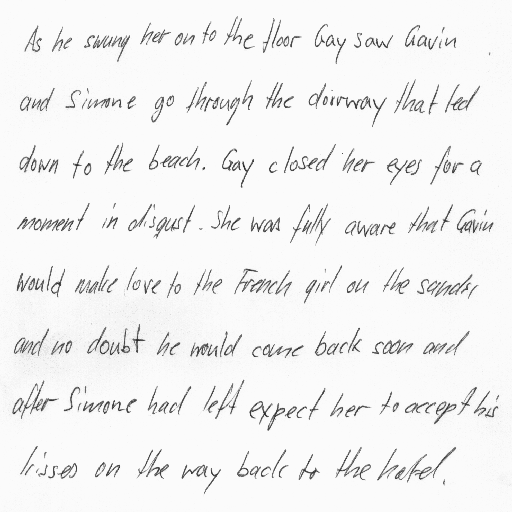 As he swung her on to the floor Gay saw Gavin
and Simone go through the doorway that led
down to the beach. Gay closed her eyes for a
moment in disgust. She was fully aware that Gavin
would make love to the French girl on the sands,
and no doubt he would come back soon and
after Simone had left expect her to accept his
kisses on the way back to the hotel.